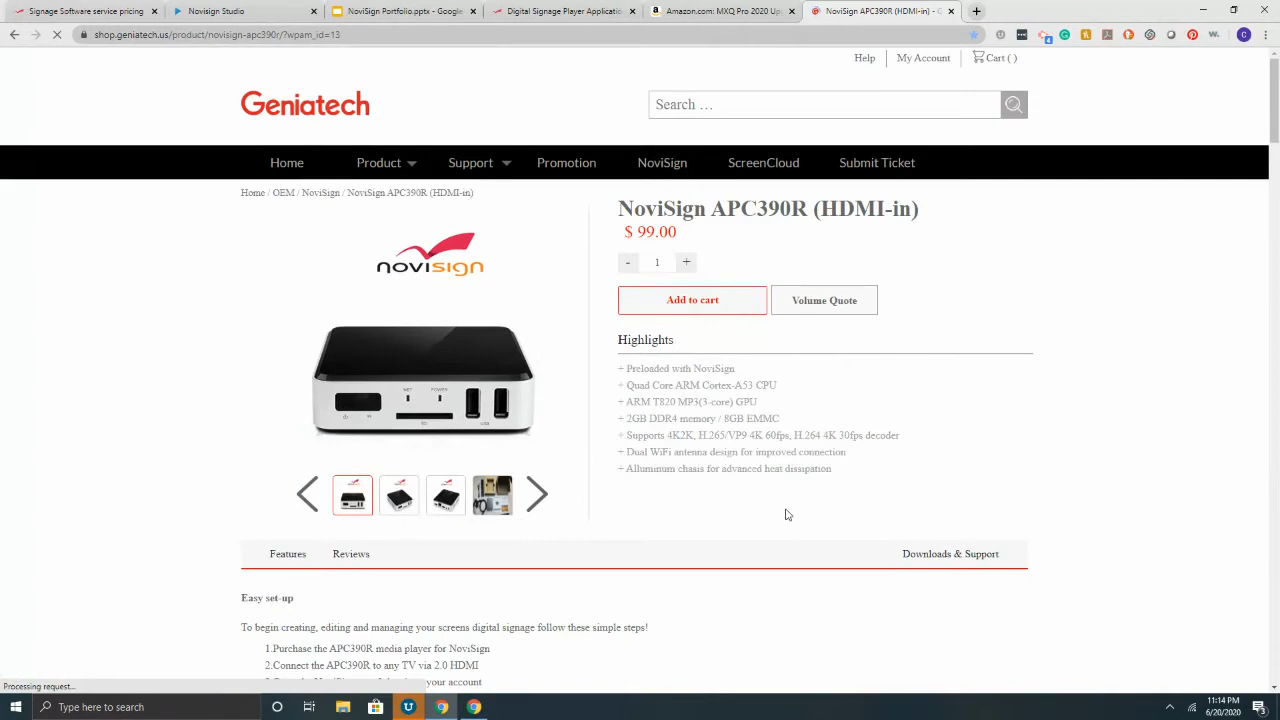 Signage Software pricing
Novisign Studio
- Google
Digital Signage Player Applicatio
Amazon.com: MXQ Pro 2020 Up
NoviSign APC390R (HDMI-in) - G
shop.geniatech.us/product/novisign-apc390r/?wpam_id=13
Help
My Account
Cart ( )
Geniatech
Search …
Home
Product
Support
Promotion
NoviSign
ScreenCloud
Submit Ticket
Home / OEM / NoviSign / NoviSign APC390R (HDMI-in)
NoviSign APC390R (HDMI-in)
$ 99.00
- 1 +
Add to cart
Volume Quote
novisign
Highlights
+ Preloaded with NoviSign
+ Quad Core ARM Cortex-A53 CPU
+ ARM T820 MP3(3-core) GPU
+ 2GB DDR4 memory / 8GB EMMC
+ Supports 4K2K, H.265/VP9 4K 60fps, H.264 4K 30fps decoder
+ Dual WiFi antenna design for improved connection
+ Alluminum chasis for advanced heat dissipation
NET
POWER
Features
Reviews
Downloads & Support
Easy set-up
To begin creating, editing and managing your screens digital signage follow these simple steps!
1.Purchase the APC390R media player for NoviSign
2.Connect the APC390R to any TV via 2.0 HDMI
your account
Processing request...
Type here to search
11:14 PM
6/20/2020
3